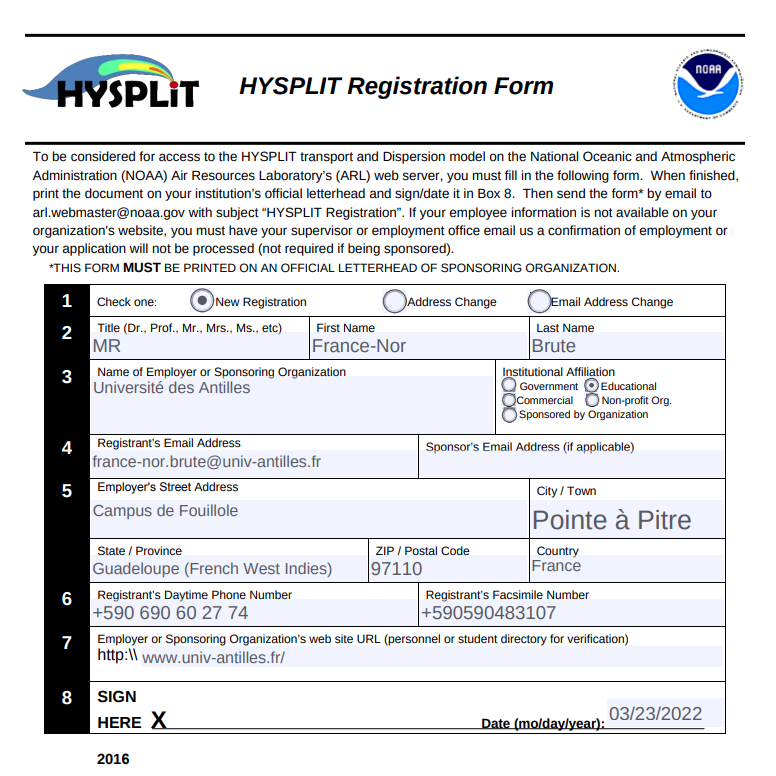 HYSPLIT
HYSPLIT Registration Form
NOAA
To be considered for access to the HYSPLIT transport and Dispersion model on the National Oceanic and Atmospheric
Administration (NOAA) Air Resources Laboratory's (ARL) web server, you must fill in the following form.  When finished,
print the document on your institution's official letterhead and sign/date it in Box 8.  Then send the form* by email to
arl.webmaster@noaa.gov with subject “HYSPLIT Registration”. If your employee information is not available on your
organization's website, you must have your supervisor or employment office email us a confirmation of employment or
your application will not be processed (not required if being sponsored).
*THIS FORM MUST BE PRINTED ON AN OFFICIAL LETTERHEAD OF SPONSORING ORGANIZATION.
1 Check one: New Registration Address Change Email Address Change
2 Title (Dr., Prof., Mr., Mrs., Ms., etc) First Name Last Name
MR France-Nor Brute
3 Name of Employer or Sponsoring Organization Institutional Affiliation
Université des Antilles Government Educational
Commercial Non-profit Org.
Sponsored by Organization
4 Registrant's Email Address Sponsor's Email Address (if applicable)
france-nor.brute@univ-antilles.fr
5 Employer's Street Address City / Town
Campus de Fouillole Pointe à Pitre
State / Province ZIP / Postal Code Country
Guadeloupe (French West Indies) 97110 France
6 Registrant's Daytime Phone Number Registrant's Facsimile Number
+590 690 60 27 74 +590590483107
7 Employer or Sponsoring Organization's web site URL (personnel or student directory for verification)
http:\\ www.univ-antilles.fr/
8 SIGN
HERE X Date (mo/day/year): 03/23/2022
2016